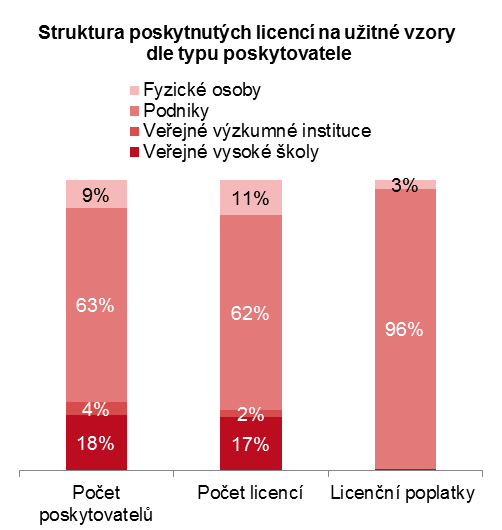 Struktura poskytnutých licencí na užitné vzory
dle typu poskytovatele
Fyzické osoby
Podniky
Veřejné výzkumné instituce
Veřejné vysoké školy
9%
11%
3%
63%
62%
96%
4%
2%
18%
17%
Počet
poskytovatelů
Počet licencí
Licenční poplatky